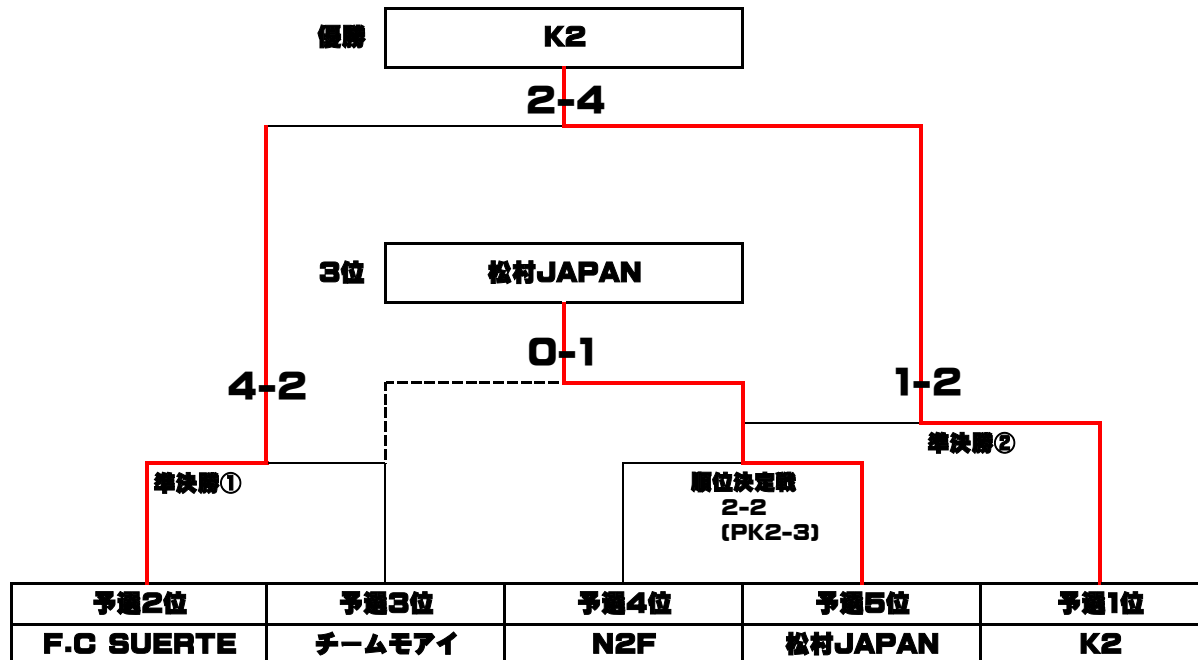 優勝 K2
2-4
3位 松村JAPAN
0-1
4-2
1-2
準決勝②
準決勝①
順位決定戦
2-2
(PK2-3)
予選2位 予選3位 予選4位 予選5位 予選1位
F.C SUERTE チームモアイ N2F 松村JAPAN K2